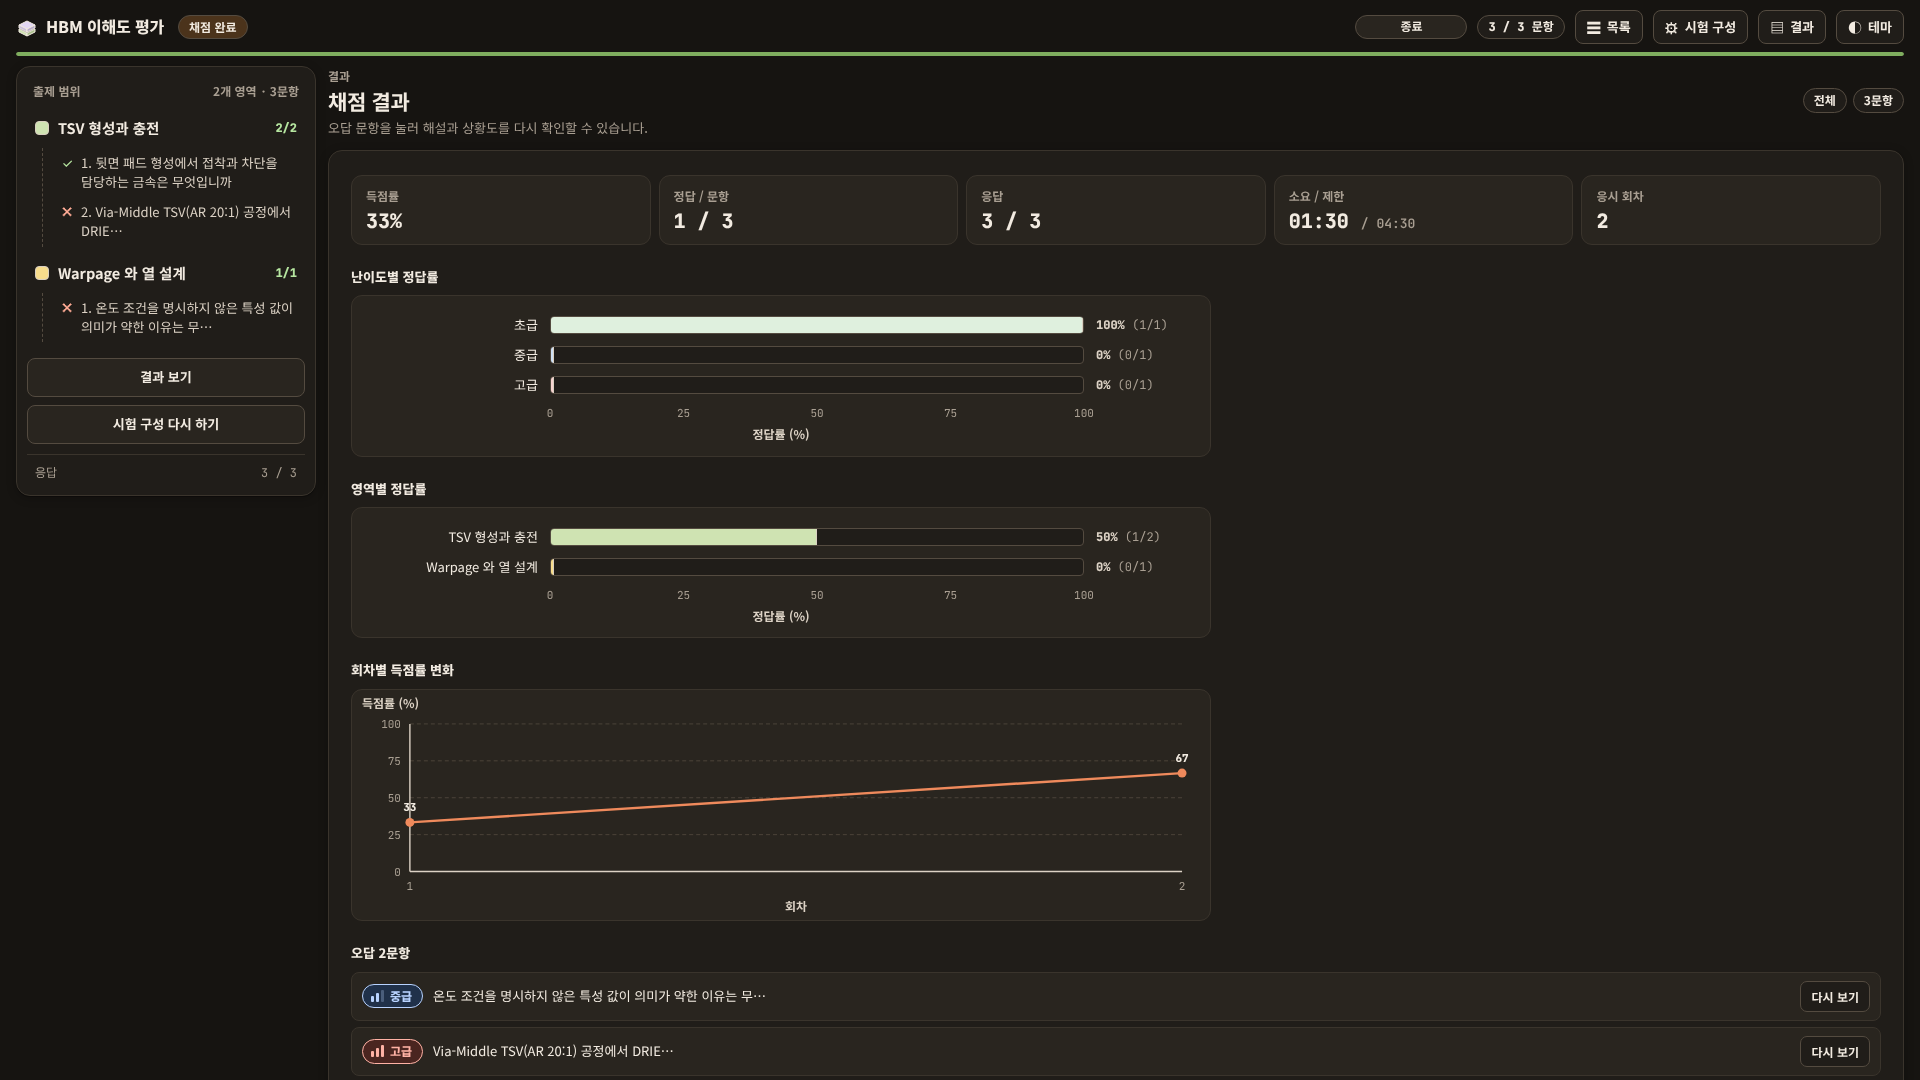 HBM 이해도 평가
채점 완료
종료
3 / 3 문항
목록
시험 구성
결과
테마
출제 범위
2개 영역 · 3문항
TSV 형성과 충전
2/2
1. 뒷면 패드 형성에서 접착과 차단을
담당하는 금속은 무엇입니까
2. Via-Middle TSV(AR 20:1) 공정에서
DRIE…
Warpage 와 열 설계
1/1
1. 온도 조건을 명시하지 않은 특성 값이
의미가 약한 이유는 무…
결과 보기
시험 구성 다시 하기
응답
3 / 3
결과
채점 결과
오답 문항을 눌러 해설과 상황도를 다시 확인할 수 있습니다.
전체
3문항
득점률
33%
정답 / 문항
1 / 3
응답
3 / 3
소요 / 제한
01:30 / 04:30
응시 회차
2
난이도별 정답률
초급
100% (1/1)
중급
0% (0/1)
고급
0% (0/1)
0 25 50 75 100
정답률 (%)
영역별 정답률
TSV 형성과 충전
50% (1/2)
Warpage 와 열 설계
0% (0/1)
0 25 50 75 100
정답률 (%)
회차별 득점률 변화
득점률 (%)
100
75
50
25
0
33
67
1 2
회차
오답 2문항
중급
온도 조건을 명시하지 않은 특성 값이 의미가 약한 이유는 무…
다시 보기
고급
Via-Middle TSV(AR 20:1) 공정에서 DRIE…
다시 보기